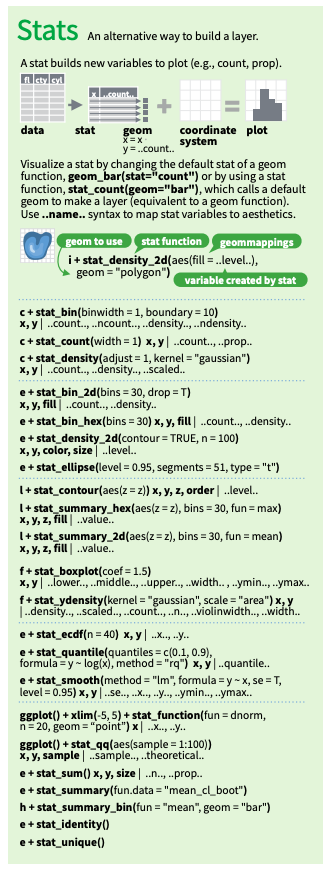 Stats An alternative way to build a layer.
A stat builds new variables to plot (e.g., count, prop).
fl cty cyl
x ..count..
data stat geom coordinate plot
x = x system
y = ..count..
Visualize a stat by changing the default stat of a geom
function, geom_bar(stat="count") or by using a stat
function, stat_count(geom="bar"), which calls a default
geom to make a layer (equivalent to a geom function).
Use ..name.. syntax to map stat variables to aesthetics.
geom to use stat function geommappings
i + stat_density_2d(aes(fill = ..level..),
geom = "polygon")
variable created by stat
c + stat_bin(binwidth = 1, boundary = 10)
x, y | ..count.., ..ncount.., ..density.., ..ndensity..
c + stat_count(width = 1) x, y | ..count.., ..prop..
c + stat_density(adjust = 1, kernel = "gaussian")
x, y | ..count.., ..density.., ..scaled..
e + stat_bin_2d(bins = 30, drop = T)
x, y, fill | ..count.., ..density..
e + stat_bin_hex(bins = 30) x, y, fill | ..count.., ..density..
e + stat_density_2d(contour = TRUE, n = 100)
x, y, color, size | ..level..
e + stat_ellipse(level = 0.95, segments = 51, type = "t")
l + stat_contour(aes(z = z)) x, y, z, order | ..level..
l + stat_summary_hex(aes(z = z), bins = 30, fun = max)
x, y, z, fill | ..value..
l + stat_summary_2d(aes(z = z), bins = 30, fun = mean)
x, y, z, fill | ..value..
f + stat_boxplot(coef = 1.5)
x, y | ..lower.., ..middle.., ..upper.., ..width.. , ..ymin.., ..ymax..
f + stat_ydensity(kernel = "gaussian", scale = "area") x, y
| ..density.., ..scaled.., ..count.., ..n.., ..violinwidth.., ..width..
e + stat_ecdf(n = 40) x, y | ..x.., ..y..
e + stat_quantile(quantiles = c(0.1, 0.9),
formula = y ~ log(x), method = "rq") x, y | ..quantile..
e + stat_smooth(method = "lm", formula = y ~ x, se = T,
level = 0.95) x, y | ..se.., ..x.., ..y.., ..ymin.., ..ymax..
ggplot() + xlim(-5, 5) + stat_function(fun = dnorm,
n = 20, geom = “point”) x | ..x.., ..y..
ggplot() + stat_qq(aes(sample = 1:100))
x, y, sample | ..sample.., ..theoretical..
e + stat_sum() x, y, size | ..n.., ..prop..
e + stat_summary(fun.data = "mean_cl_boot")
h + stat_summary_bin(fun = "mean", geom = "bar")
e + stat_identity()
e + stat_unique()